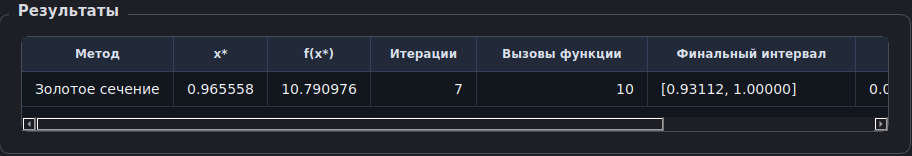 Результаты
Метод x* f(x*) Итерации Вызовы функции Финальный интервал
Золотое сечение 0.965558 10.790976 7 10 [0.93112, 1.00000]